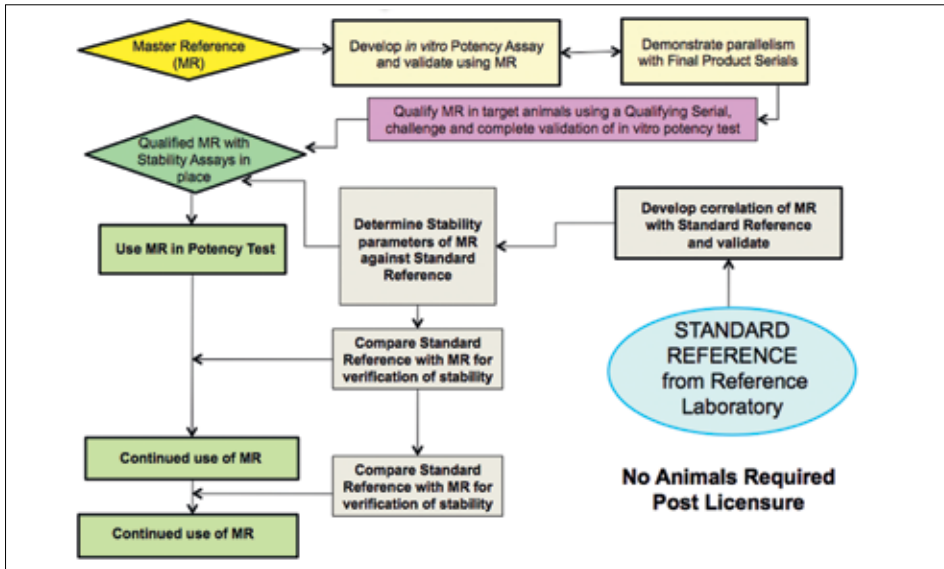 Master Reference
(MR)
Develop in vitro Potency Assay
and validate using MR
Demonstrate parallelism
with Final Product Serials
Qualify MR in target animals using a Qualifying Serial,
challenge and complete validation of in vitro potency test
Qualified MR with
Stability Assays in
place
Use MR in Potency Test
Determine Stability
parameters of MR
against Standard
Reference
Develop correlation of MR
with Standard Reference
and validate
STANDARD
REFERENCE
from Reference
Laboratory
Compare Standard
Reference with MR for
verification of stability
Continued use of MR
Compare Standard
Reference with MR for
verification of stability
Continued use of MR
No Animals Required
Post Licensure